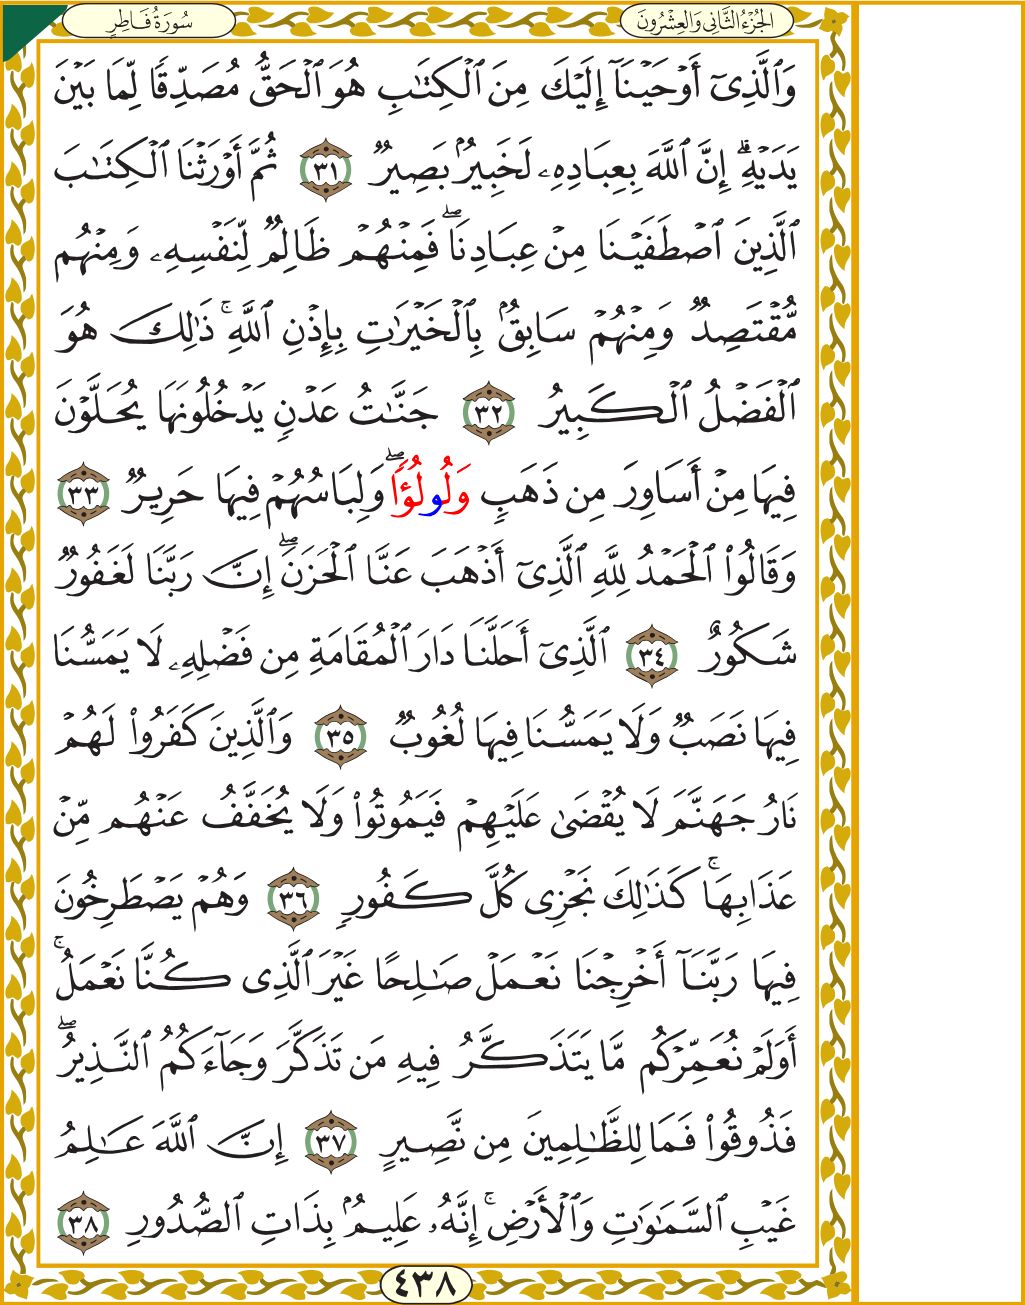 الجُزْءُ الثَّانِي وَالعِشْرُونَ
سُورَةُ فَاطِرٍ
وَٱلَّذِىٓ أَوۡحَيۡنَآ إِلَيۡكَ مِنَ ٱلۡكِتَٰبِ هُوَ ٱلۡحَقُّ مُصَدِّقٗا لِّمَا بَيۡنَ
يَدَيۡهِۗ إِنَّ ٱللَّهَ بِعِبَادِهِۦ لَخَبِيرُۢ بَصِيرٞ ٣١ ثُمَّ أَوۡرَثۡنَا ٱلۡكِتَٰبَ
ٱلَّذِينَ ٱصۡطَفَيۡنَا مِنۡ عِبَادِنَاۖ فَمِنۡهُمۡ ظَالِمٞ لِّنَفۡسِهِۦ وَمِنۡهُم
مُّقۡتَصِدٞ وَمِنۡهُمۡ سَابِقُۢ بِٱلۡخَيۡرَٰتِ بِإِذۡنِ ٱللَّهِۚ ذَٰلِكَ هُوَ
ٱلۡفَضۡلُ ٱلۡكَبِيرُ ٣٢ جَنَّٰتُ عَدۡنٖ يَدۡخُلُونَهَا يُحَلَّوۡنَ
فِيهَا مِنۡ أَسَاوِرَ مِن ذَهَبٖ وَلُولُؤٗاۖ وَلِبَاسُهُمۡ فِيهَا حَرِيرٞ ٣٣
وَقَالُواْ ٱلۡحَمۡدُ لِلَّهِ ٱلَّذِىٓ أَذۡهَبَ عَنَّا ٱلۡحَزَنَۖ إِنَّ رَبَّنَا لَغَفُورٞ
شَكُورٌ ٣٤ ٱلَّذِىٓ أَحَلَّنَا دَارَ ٱلۡمُقَامَةِ مِن فَضۡلِهِۦ لَا يَمَسُّنَا
فِيهَا نَصَبٞ وَلَا يَمَسُّنَا فِيهَا لُغُوبٞ ٣٥ وَٱلَّذِينَ كَفَرُواْ لَهُمۡ
نَارُ جَهَنَّمَ لَا يُقۡضَىٰ عَلَيۡهِمۡ فَيَمُوتُواْ وَلَا يُخَفَّفُ عَنۡهُم مِّنۡ
عَذَابِهَاۚ كَذَٰلِكَ نَجۡزِى كُلَّ كَفُورٖ ٣٦ وَهُمۡ يَصۡطَرِخُونَ
فِيهَا رَبَّنَآ أَخۡرِجۡنَا نَعۡمَلۡ صَٰلِحًا غَيۡرَ ٱلَّذِى كُنَّا نَعۡمَلُۚ
أَوَلَمۡ نُعَمِّرۡكُم مَّا يَتَذَكَّرُ فِيهِ مَن تَذَكَّرَ وَجَآءَكُمُ ٱلنَّذِيرُۖ
فَذُوقُواْ فَمَا لِلظَّٰلِمِينَ مِن نَّصِيرٍ ٣٧ إِنَّ ٱللَّهَ عَٰلِمُ
غَيۡبِ ٱلسَّمَٰوَٰتِ وَٱلۡأَرۡضِۚ إِنَّهُۥ عَلِيمُۢ بِذَاتِ ٱلصُّدُورِ ٣٨
٤٣٨